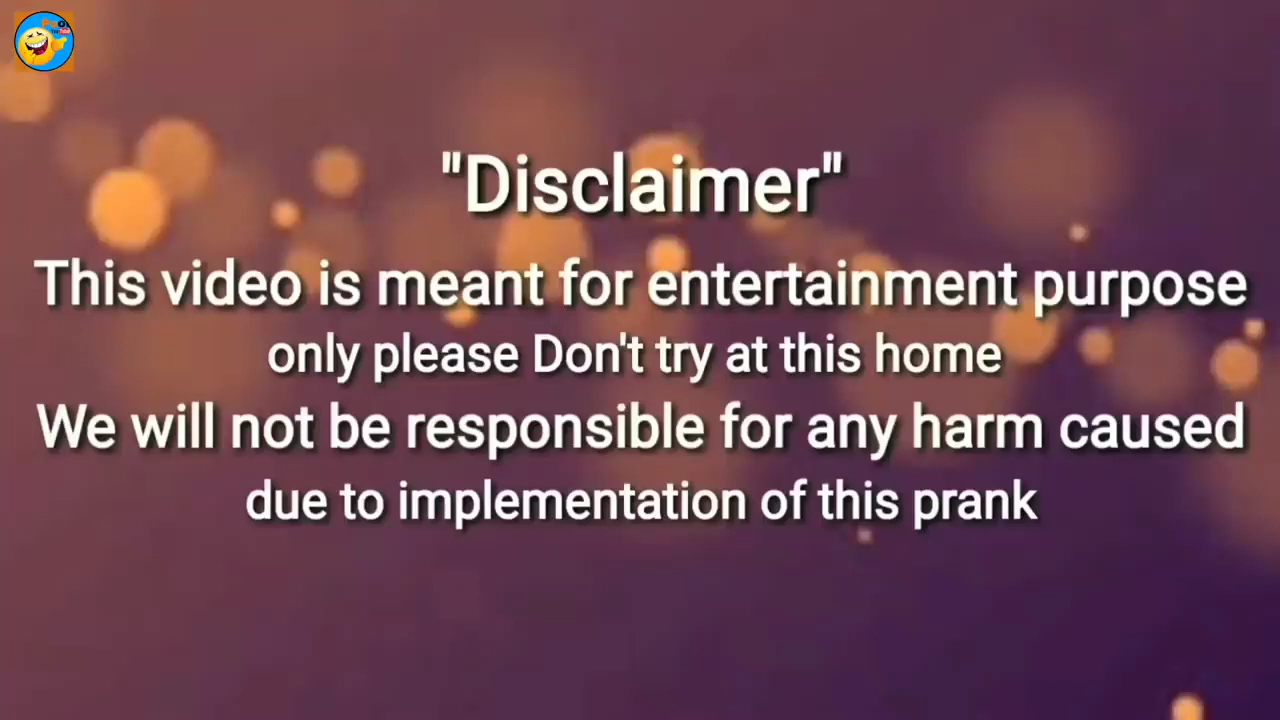 "Disclaimer"
This video is meant for entertainment purpose
only please Don't try at this home
We will not be responsible for any harm caused
due to implementation of this prank